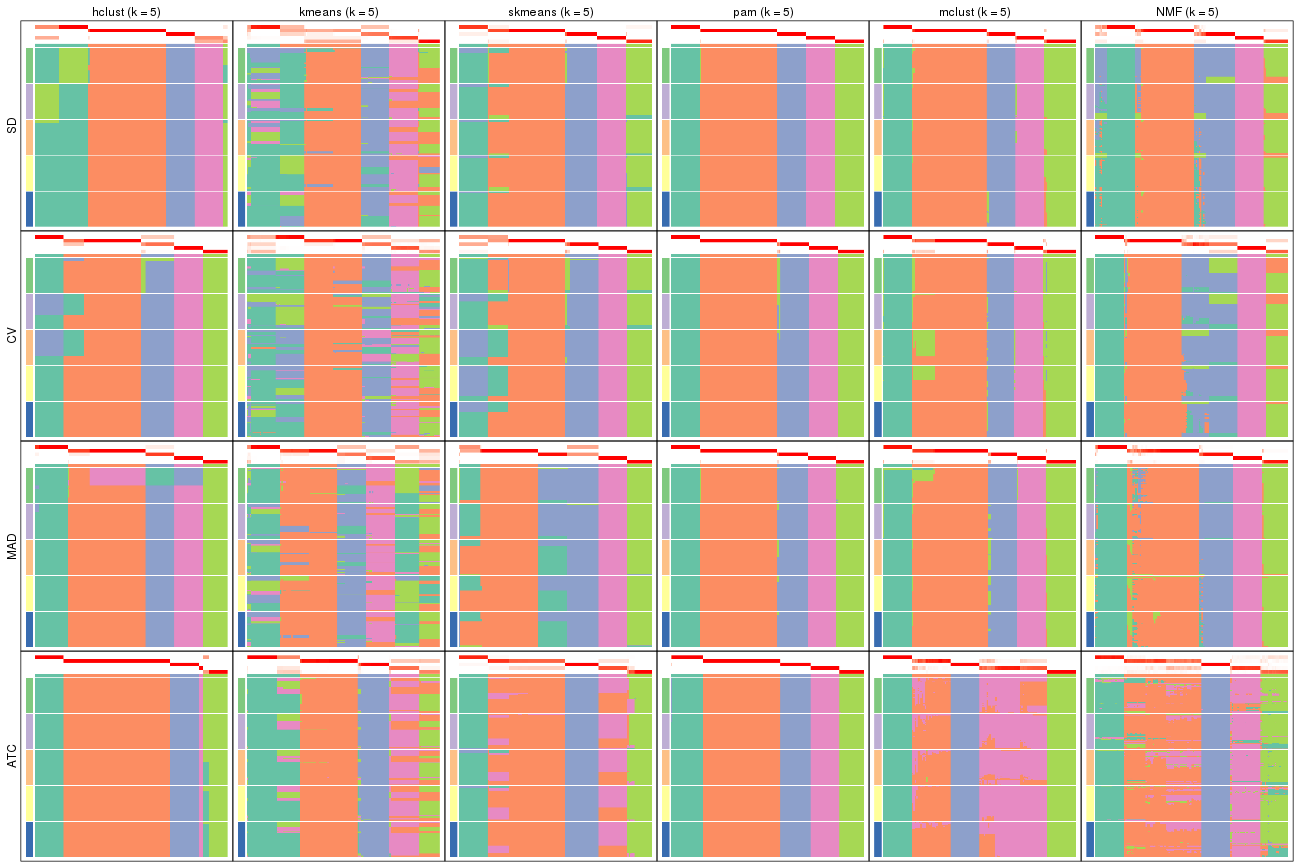 hclust (k = 5) kmeans (k = 5) skmeans (k = 5) pam (k = 5) mclust (k = 5) NMF (k = 5)
SD
CV
MAD
ATC